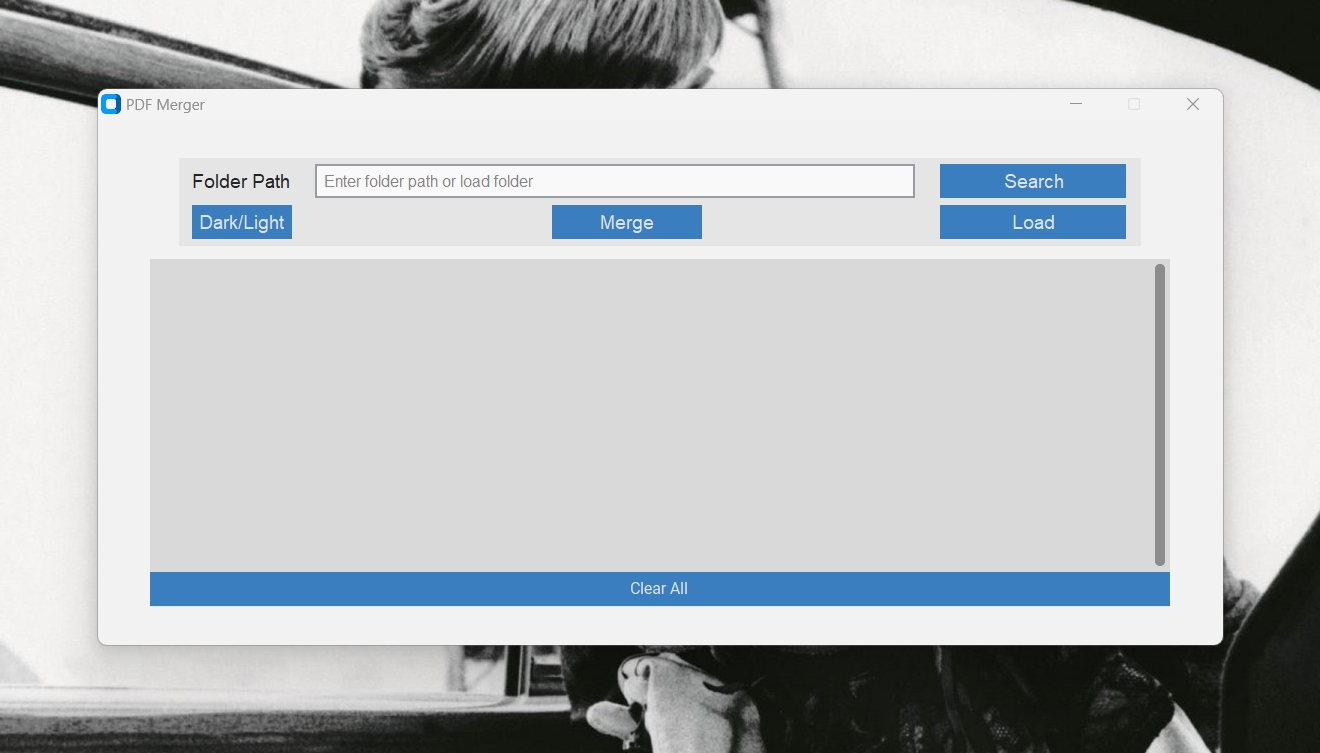 PDF Merger
Folder Path Enter folder path or load folder Search
Dark/Light Merge Load
Clear All